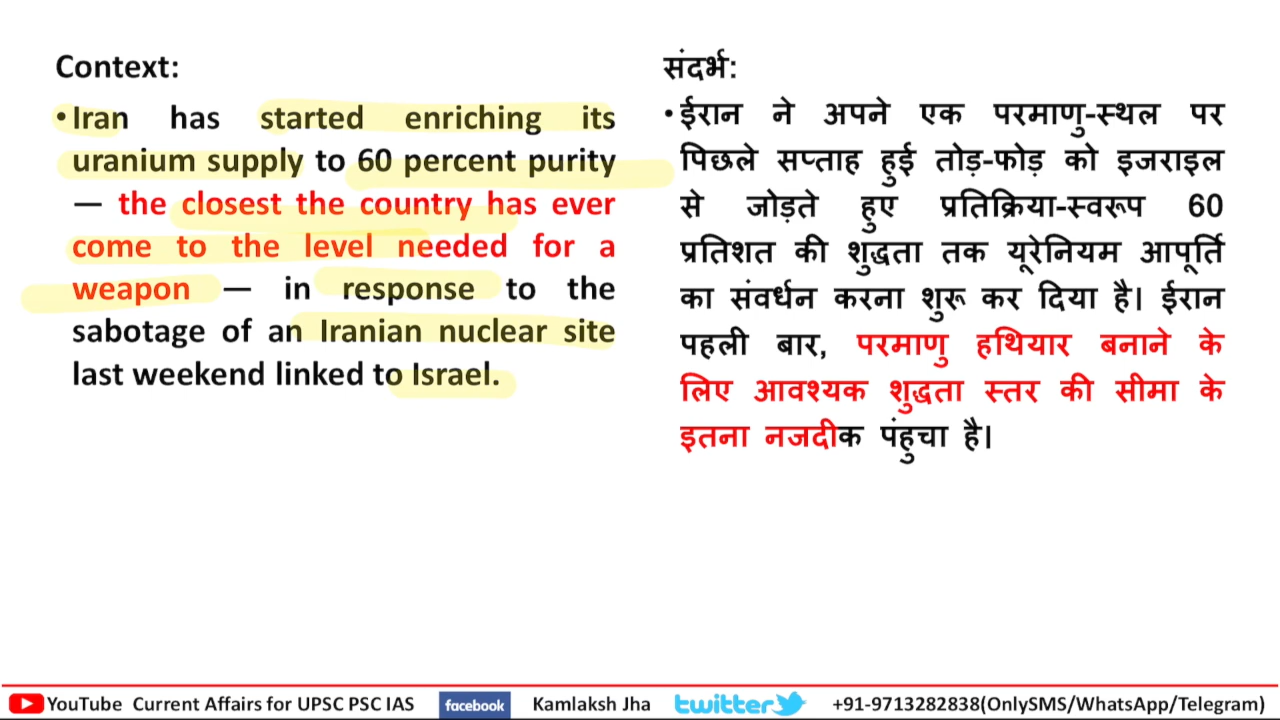 Context:
•Iran has started enriching its
uranium supply to 60 percent purity
— the closest the country has ever
come to the level needed for a
weapon — in response to the
sabotage of an Iranian nuclear site
last weekend linked to Israel.
संदर्भ:
•ईरान ने अपने एक परमाणु-स्थल पर
पिछले सप्ताह हुई तोड़-फोड़ को इजराइल
से जोड़ते हुए प्रतिक्रिया-स्वरूप 60
प्रतिशत की शुद्धता तक यूरेनियम आपूर्ति
का संवर्धन करना शुरू कर दिया है। ईरान
पहली बार, परमाणु हथियार बनाने के
लिए आवश्यक शुद्धता स्तर की सीमा के
इतना नजदीक पंहुचा है।
YouTube Current Affairs for UPSC PSC IAS facebook Kamlaksh Jha twitter +91-9713282838(OnlySMS/WhatsApp/Telegram)